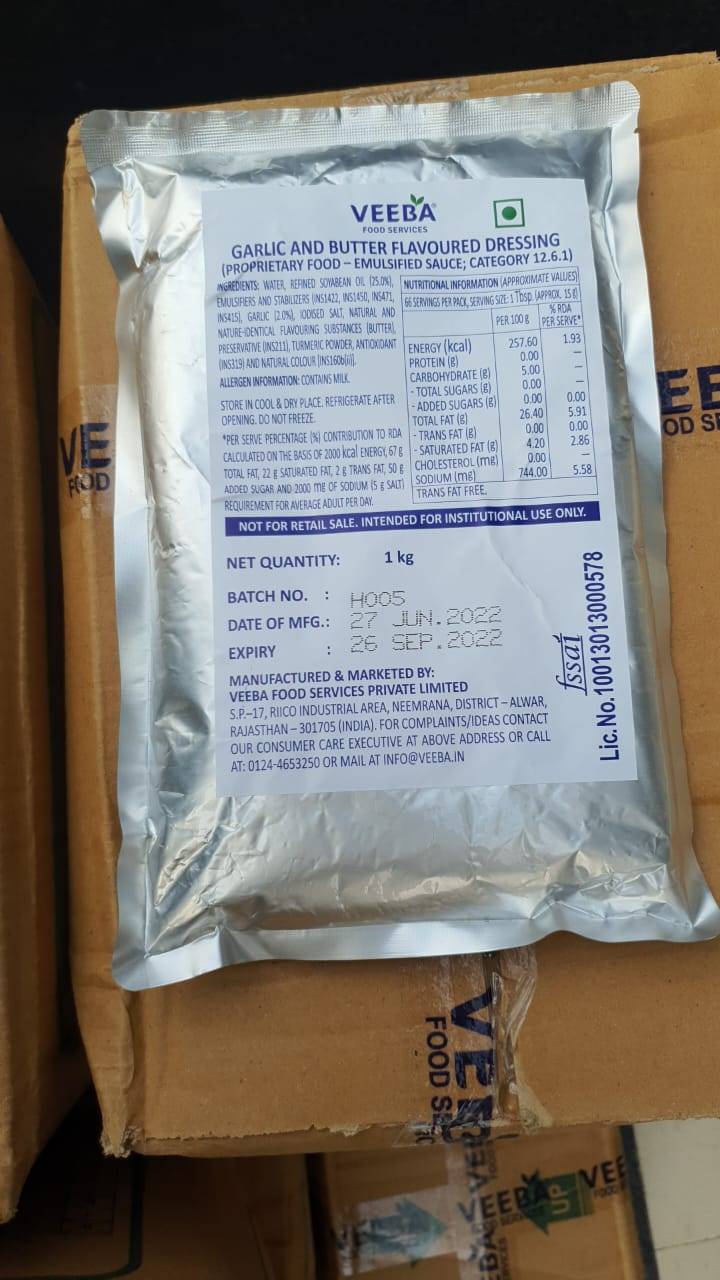 VEEBA
FOOD SERVICES
GARLIC AND BUTTER FLAVOURED DRESSING
(PROPRIETARY FOOD – EMULSIFIED SAUCE; CATEGORY 12.6.1)
INGREDIENTS: WATER, REFINED SOYABEAN OIL (25.0%),
EMULSIFIERS AND STABILIZERS (INS1422, INS1450, INS471,
INS415), GARLIC (2.0%), IODISED SALT, NATURAL AND
NATURE-IDENTICAL FLAVOURING SUBSTANCES (BUTTER),
PRESERVATIVE (INS211), TURMERIC POWDER, ANTIOXIDANT
(INS319) AND NATURAL COLOUR (INS160b(ii)).
ALLERGEN INFORMATION: CONTAINS MILK.
STORE IN COOL & DRY PLACE. REFRIGERATE AFTER
OPENING. DO NOT FREEZE.
*PER SERVE PERCENTAGE (%) CONTRIBUTION TO RDA
CALCULATED ON THE BASIS OF 2000 kcal ENERGY, 67 g
TOTAL FAT, 22 g SATURATED FAT, 2 g TRANS FAT, 50 g
ADDED SUGAR AND 2000 mg OF SODIUM (5 g SALT)
REQUIREMENT FOR AVERAGE ADULT PER DAY.
NUTRITIONAL INFORMATION (APPROXIMATE VALUES)
66 SERVINGS PER PACK, SERVING SIZE: 1 Tbsp. (APPROX. 15 g)
PER 100 g % RDA PER SERVE*
ENERGY (kcal) 257.60 1.93
PROTEIN (g) 0.00 –
CARBOHYDRATE (g) 5.00 –
- TOTAL SUGARS (g) 0.00 –
- ADDED SUGARS (g) 0.00 0.00
TOTAL FAT (g) 26.40 5.91
- TRANS FAT (g) 0.00 0.00
- SATURATED FAT (g) 4.20 2.86
CHOLESTEROL (mg) 0.00 –
SODIUM (mg) 744.00 5.58
TRANS FAT FREE.
NOT FOR RETAIL SALE. INTENDED FOR INSTITUTIONAL USE ONLY.
NET QUANTITY: 1 kg
BATCH NO. : H005
DATE OF MFG.: 27 JUN.2022
EXPIRY : 26 SEP.2022
MANUFACTURED & MARKETED BY:
VEEBA FOOD SERVICES PRIVATE LIMITED
S.P.–17, RIICO INDUSTRIAL AREA, NEEMRANA, DISTRICT – ALWAR,
RAJASTHAN – 301705 (INDIA). FOR COMPLAINTS/IDEAS CONTACT
OUR CONSUMER CARE EXECUTIVE AT ABOVE ADDRESS OR CALL
AT: 0124-4653250 OR MAIL AT INFO@VEEBA.IN
fssai
Lic. No. 10013013000578
VE
FOOD
EE
OD SE
VEE
FOOD SE
VEEBA
UP
VEE
FOOD